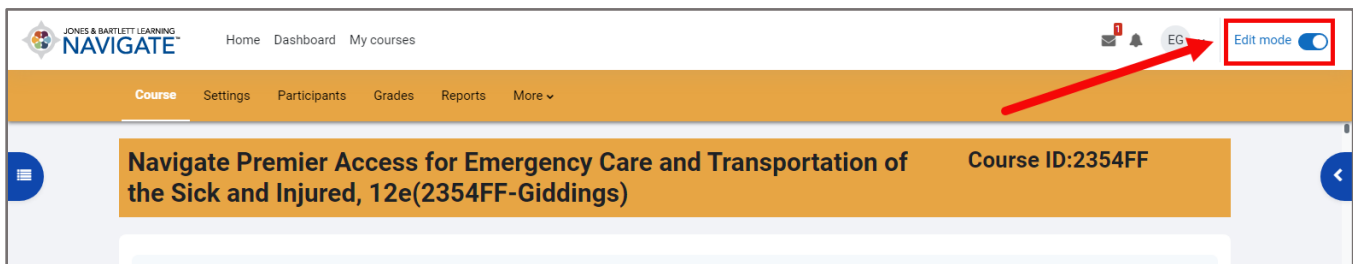 JONES & BARTLETT LEARNING
NAVIGATE™
Home Dashboard My courses
1
EG
Edit mode
Course Settings Participants Grades Reports More
Navigate Premier Access for Emergency Care and Transportation of
the Sick and Injured, 12e(2354FF-Giddings)
Course ID:2354FF